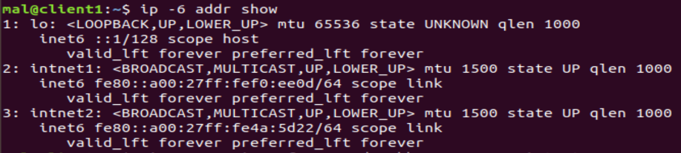 mal@client1:~$ ip -6 addr show
1: lo: <LOOPBACK,UP,LOWER_UP> mtu 65536 state UNKNOWN qlen 1000
    inet6 ::1/128 scope host
       valid_lft forever preferred_lft forever
2: intnet1: <BROADCAST,MULTICAST,UP,LOWER_UP> mtu 1500 state UP qlen 1000
    inet6 fe80::a00:27ff:fef0:ee0d/64 scope link
       valid_lft forever preferred_lft forever
3: intnet2: <BROADCAST,MULTICAST,UP,LOWER_UP> mtu 1500 state UP qlen 1000
    inet6 fe80::a00:27ff:fe4a:5d22/64 scope link
       valid_lft forever preferred_lft forever